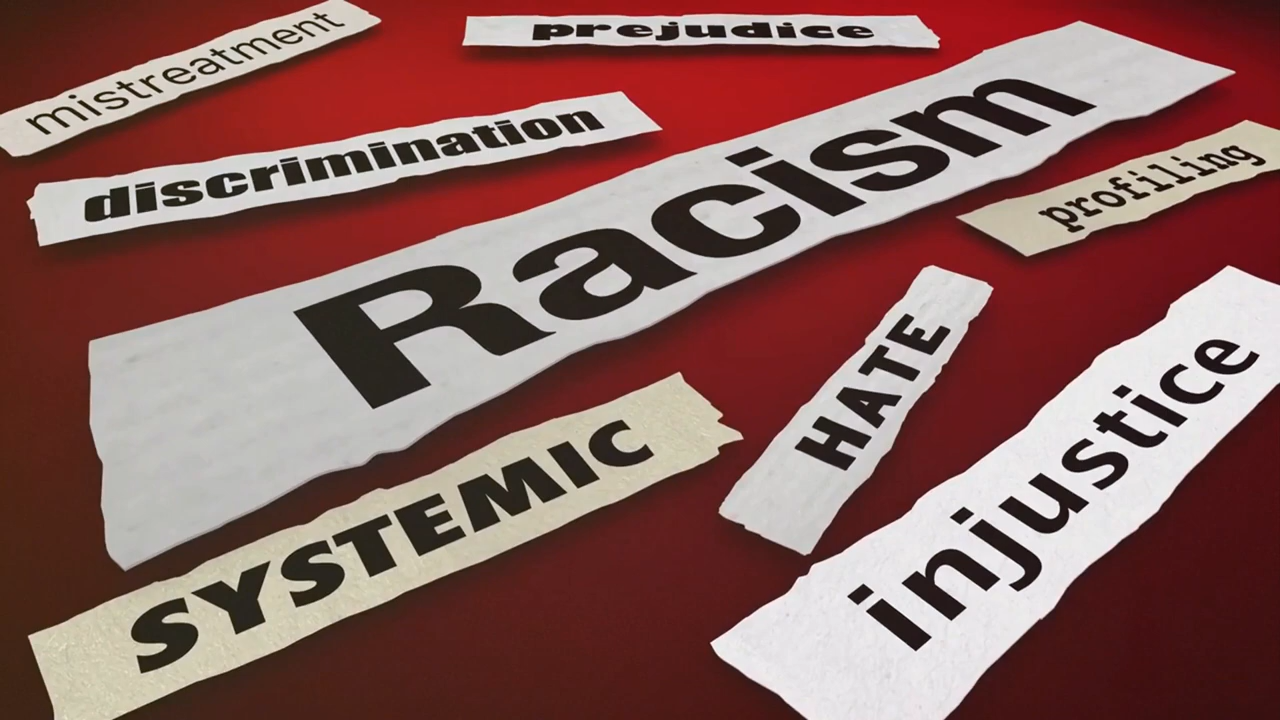 mistreatment
prejudice
discrimination
Racism
profiling
HATE
SYSTEMIC
injustice